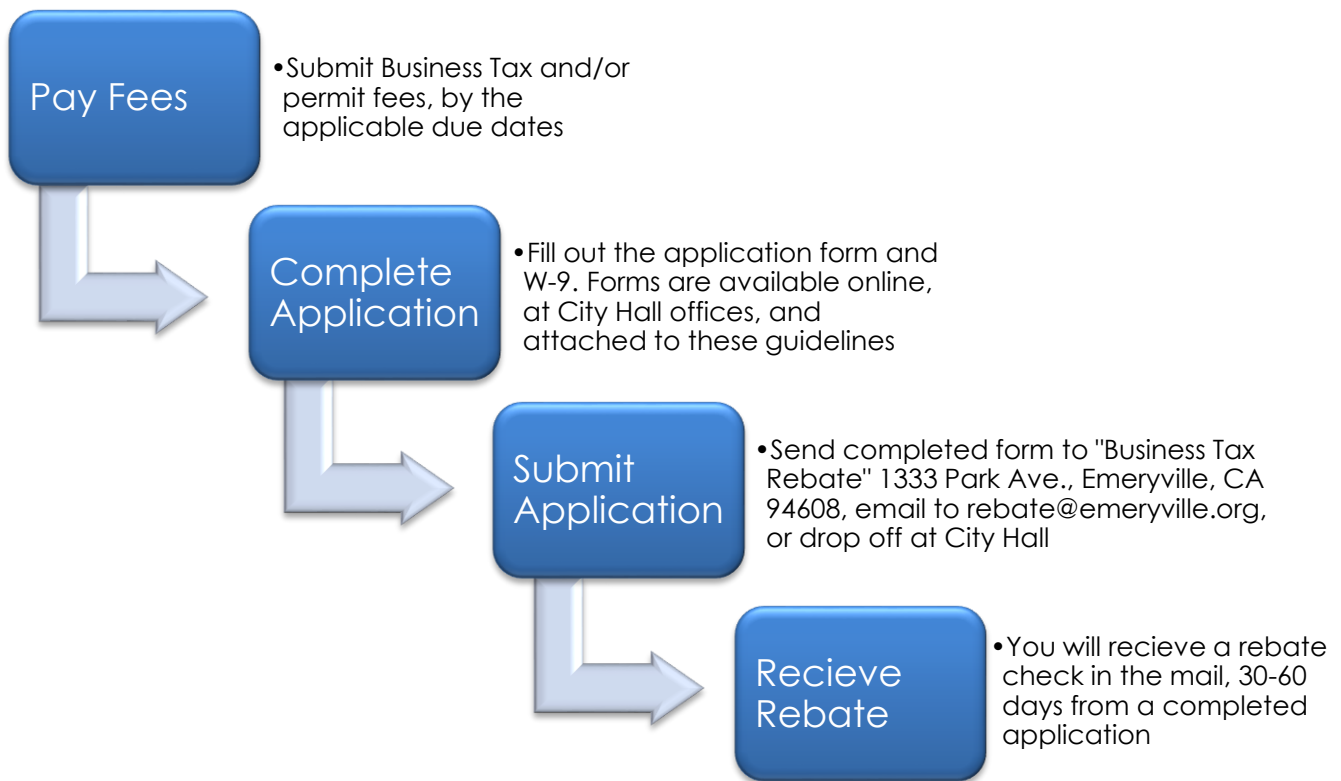 Pay Fees
•Submit Business Tax and/or
permit fees, by the
applicable due dates
Complete
Application
•Fill out the application form and
W-9. Forms are available online,
at City Hall offices, and
attached to these guidelines
Submit
Application
•Send completed form to "Business Tax
Rebate" 1333 Park Ave., Emeryville, CA
94608, email to rebate@emeryville.org,
or drop off at City Hall
Recieve
Rebate
•You will recieve a rebate
check in the mail, 30-60
days from a completed
application